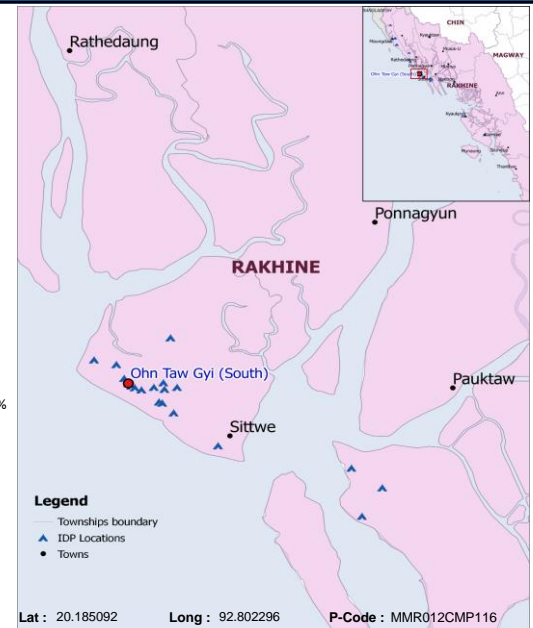 Rathedaung
Ponnagyun
RAKHINE
Ohn Taw Gyi (South)
Pauktaw
Sittwe
%
Legend
Townships boundary
IDP Locations
Towns
Lat : 20.185092 Long : 92.802296 P-Code : MMR012CMP116
CHIN
MAGWAY
RAKHINE